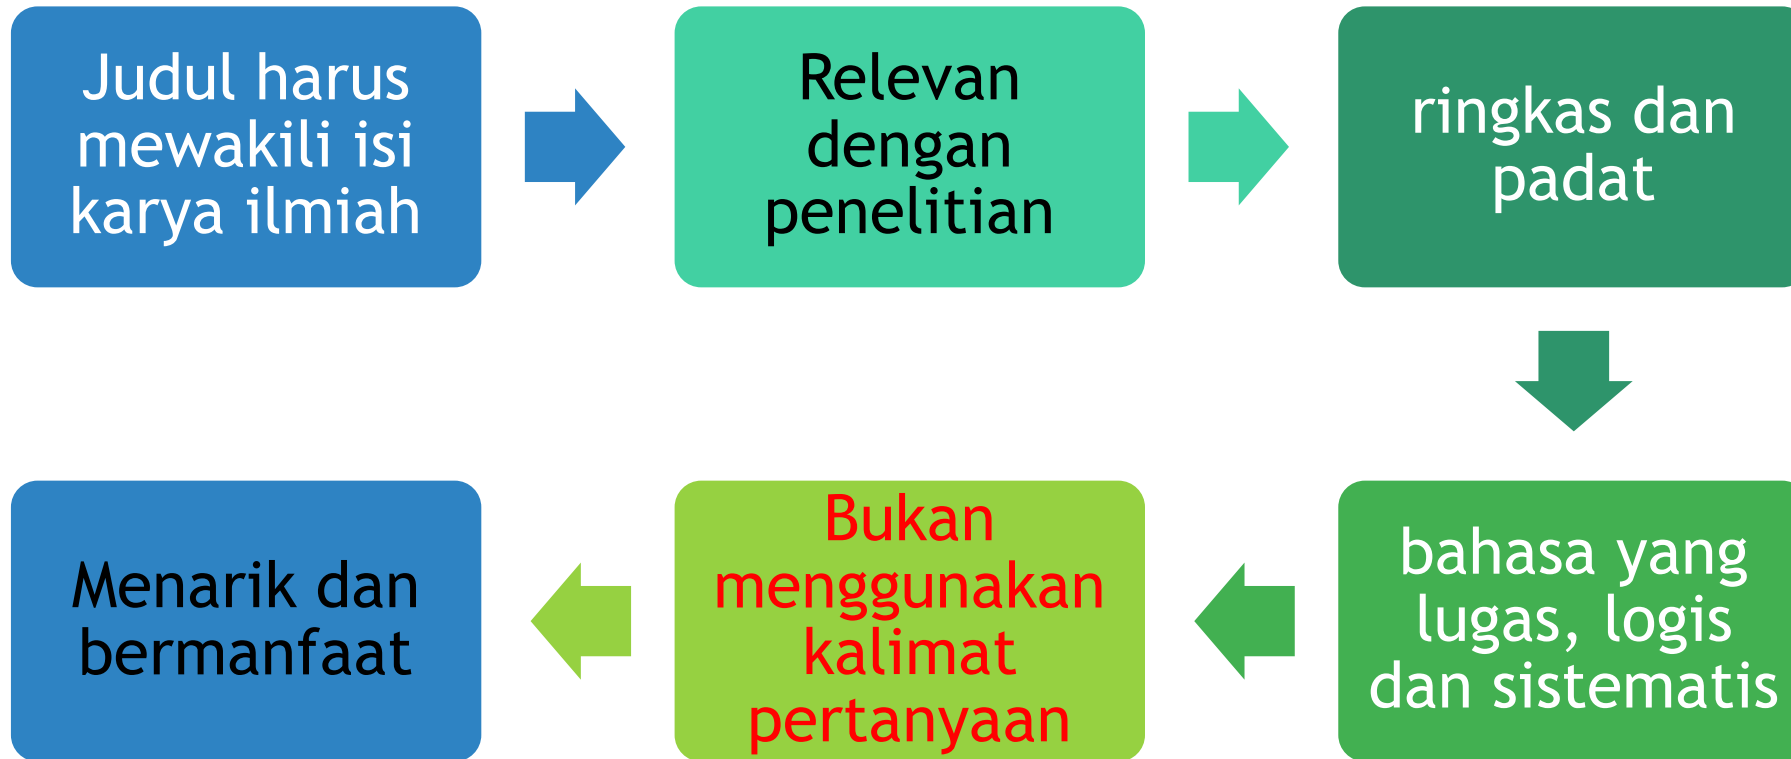 Judul harus
mewakili isi
karya ilmiah
Relevan
dengan
penelitian
ringkas dan
padat
bahasa yang
lugas, logis
dan sistematis
Bukan
menggunakan
kalimat
pertanyaan
Menarik dan
bermanfaat